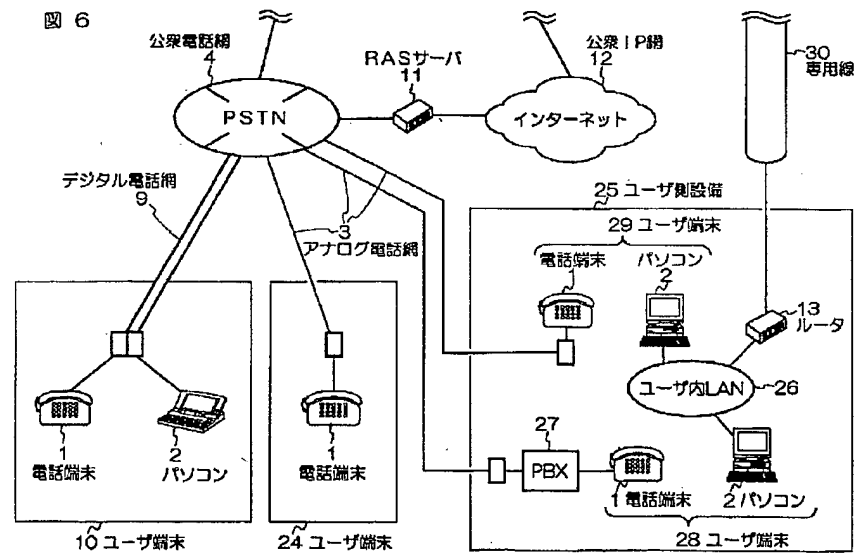 図 6
公衆電話網
4
PSTN
RASサーバ
11
公衆IP網
12
インターネット
30
専用線
デジタル電話網
9
3
アナログ電話網
25 ユーザ側設備
29 ユーザ端末
電話端末
1
パソコン
2
13
ルータ
ユーザ内LAN
26
27
PBX
1 電話端末
2 パソコン
28 ユーザ端末
1
電話端末
2
パソコン
10 ユーザ端末
1
電話端末
24 ユーザ端末